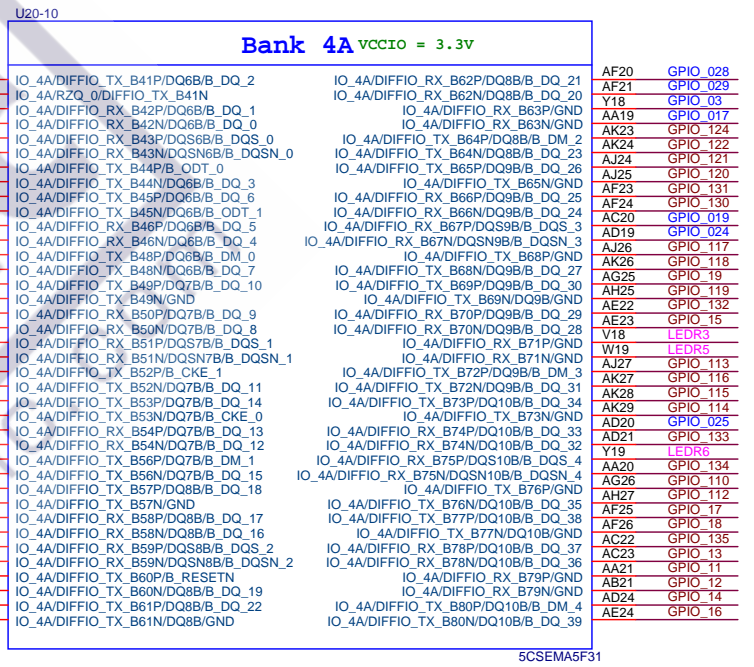 U20-10
Bank 4A VCCIO = 3.3V
IO_4A/DIFFIO_TX_B41P/DQ6B/B_DQ_2 IO_4A/DIFFIO_RX_B62P/DQ8B/B_DQ_21 AF20 GPIO_028
IO_4A/RZQ_0/DIFFIO_TX_B41N IO_4A/DIFFIO_RX_B62N/DQ8B/B_DQ_20 AF21 GPIO_029
IO_4A/DIFFIO_RX_B42P/DQ6B/B_DQ_1 IO_4A/DIFFIO_RX_B63P/GND Y18 GPIO_03
IO_4A/DIFFIO_RX_B42N/DQ6B/B_DQ_0 IO_4A/DIFFIO_RX_B63N/GND AA19 GPIO_017
IO_4A/DIFFIO_RX_B43P/DQS6B/B_DQS_0 IO_4A/DIFFIO_TX_B64P/DQ8B/B_DM_2 AK23 GPIO_124
IO_4A/DIFFIO_RX_B43N/DQSN6B/B_DQSN_0 IO_4A/DIFFIO_TX_B64N/DQ8B/B_DQ_23 AK24 GPIO_122
IO_4A/DIFFIO_TX_B44P/B_ODT_0 IO_4A/DIFFIO_TX_B65P/DQ9B/B_DQ_26 AJ24 GPIO_121
IO_4A/DIFFIO_TX_B44N/DQ6B/B_DQ_3 IO_4A/DIFFIO_TX_B65N/GND AJ25 GPIO_120
IO_4A/DIFFIO_TX_B45P/DQ6B/B_DQ_6 IO_4A/DIFFIO_RX_B66P/DQ9B/B_DQ_25 AF23 GPIO_131
IO_4A/DIFFIO_TX_B45N/DQ6B/B_ODT_1 IO_4A/DIFFIO_RX_B66N/DQ9B/B_DQ_24 AF24 GPIO_130
IO_4A/DIFFIO_RX_B46P/DQ6B/B_DQ_5 IO_4A/DIFFIO_RX_B67P/DQS9B/B_DQS_3 AC20 GPIO_019
IO_4A/DIFFIO_RX_B46N/DQ6B/B_DQ_4 IO_4A/DIFFIO_RX_B67N/DQSN9B/B_DQSN_3 AD19 GPIO_024
IO_4A/DIFFIO_TX_B48P/DQ6B/B_DM_0 IO_4A/DIFFIO_TX_B68P/GND AJ26 GPIO_117
IO_4A/DIFFIO_TX_B48N/DQ6B/B_DQ_7 IO_4A/DIFFIO_TX_B68N/DQ9B/B_DQ_27 AK26 GPIO_118
IO_4A/DIFFIO_TX_B49P/DQ7B/B_DQ_10 IO_4A/DIFFIO_TX_B69P/DQ9B/B_DQ_30 AG25 GPIO_19
IO_4A/DIFFIO_TX_B49N/GND IO_4A/DIFFIO_TX_B69N/DQ9B/GND AH25 GPIO_119
IO_4A/DIFFIO_RX_B50P/DQ7B/B_DQ_9 IO_4A/DIFFIO_RX_B70P/DQ9B/B_DQ_29 AE22 GPIO_132
IO_4A/DIFFIO_RX_B50N/DQ7B/B_DQ_8 IO_4A/DIFFIO_RX_B70N/DQ9B/B_DQ_28 AE23 GPIO_15
IO_4A/DIFFIO_RX_B51P/DQS7B/B_DQS_1 IO_4A/DIFFIO_RX_B71P/GND V18 LEDR3
IO_4A/DIFFIO_RX_B51N/DQSN7B/B_DQSN_1 IO_4A/DIFFIO_RX_B71N/GND W19 LEDR5
IO_4A/DIFFIO_TX_B52P/B_CKE_1 IO_4A/DIFFIO_TX_B72P/DQ9B/B_DM_3 AJ27 GPIO_113
IO_4A/DIFFIO_TX_B52N/DQ7B/B_DQ_11 IO_4A/DIFFIO_TX_B72N/DQ9B/B_DQ_31 AK27 GPIO_116
IO_4A/DIFFIO_TX_B53P/DQ7B/B_DQ_14 IO_4A/DIFFIO_TX_B73P/DQ10B/B_DQ_34 AK28 GPIO_115
IO_4A/DIFFIO_TX_B53N/DQ7B/B_CKE_0 IO_4A/DIFFIO_TX_B73N/GND AK29 GPIO_114
IO_4A/DIFFIO_RX_B54P/DQ7B/B_DQ_13 IO_4A/DIFFIO_RX_B74P/DQ10B/B_DQ_33 AD20 GPIO_025
IO_4A/DIFFIO_RX_B54N/DQ7B/B_DQ_12 IO_4A/DIFFIO_RX_B74N/DQ10B/B_DQ_32 AD21 GPIO_133
IO_4A/DIFFIO_TX_B56P/DQ7B/B_DM_1 IO_4A/DIFFIO_RX_B75P/DQS10B/B_DQS_4 Y19 LEDR6
IO_4A/DIFFIO_TX_B56N/DQ7B/B_DQ_15 IO_4A/DIFFIO_RX_B75N/DQSN10B/B_DQSN_4 AA20 GPIO_134
IO_4A/DIFFIO_TX_B57P/DQ8B/B_DQ_18 IO_4A/DIFFIO_TX_B76P/GND AG26 GPIO_110
IO_4A/DIFFIO_TX_B57N/GND IO_4A/DIFFIO_TX_B76N/DQ10B/B_DQ_35 AH27 GPIO_112
IO_4A/DIFFIO_RX_B58P/DQ8B/B_DQ_17 IO_4A/DIFFIO_TX_B77P/DQ10B/B_DQ_38 AF25 GPIO_17
IO_4A/DIFFIO_RX_B58N/DQ8B/B_DQ_16 IO_4A/DIFFIO_TX_B77N/DQ10B/GND AF26 GPIO_18
IO_4A/DIFFIO_RX_B59P/DQS8B/B_DQS_2 IO_4A/DIFFIO_RX_B78P/DQ10B/B_DQ_37 AC22 GPIO_135
IO_4A/DIFFIO_RX_B59N/DQSN8B/B_DQSN_2 IO_4A/DIFFIO_RX_B78N/DQ10B/B_DQ_36 AC23 GPIO_13
IO_4A/DIFFIO_TX_B60P/B_RESETN IO_4A/DIFFIO_RX_B79P/GND AA21 GPIO_11
IO_4A/DIFFIO_TX_B60N/DQ8B/B_DQ_19 IO_4A/DIFFIO_RX_B79N/GND AB21 GPIO_12
IO_4A/DIFFIO_TX_B61P/DQ8B/B_DQ_22 IO_4A/DIFFIO_TX_B80P/DQ10B/B_DM_4 AD24 GPIO_14
IO_4A/DIFFIO_TX_B61N/DQ8B/GND IO_4A/DIFFIO_TX_B80N/DQ10B/B_DQ_39 AE24 GPIO_16
5CSEMA5F31